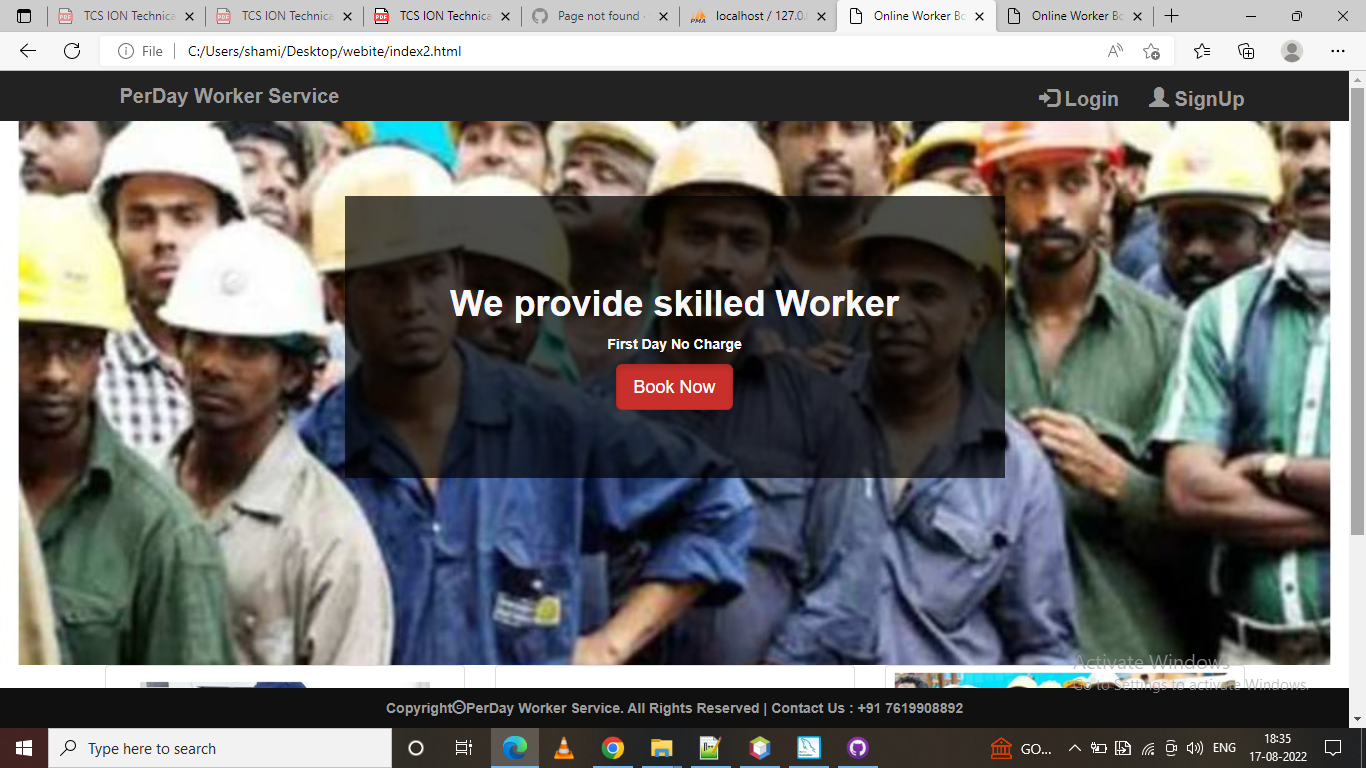 TCS ION Technica
TCS ION Technica
TCS ION Technica
Page not found
localhost / 127.0.
Online Worker Bo
Online Worker Bo
File
C:/Users/shami/Desktop/webite/index2.html
PerDay Worker Service
Login
SignUp
We provide skilled Worker
First Day No Charge
Book Now
Activate Windows
Go to Settings to activate Windows.
Copyright©PerDay Worker Service. All Rights Reserved | Contact Us : +91 7619908892
Type here to search
GO...
ENG
18:35
17-08-2022